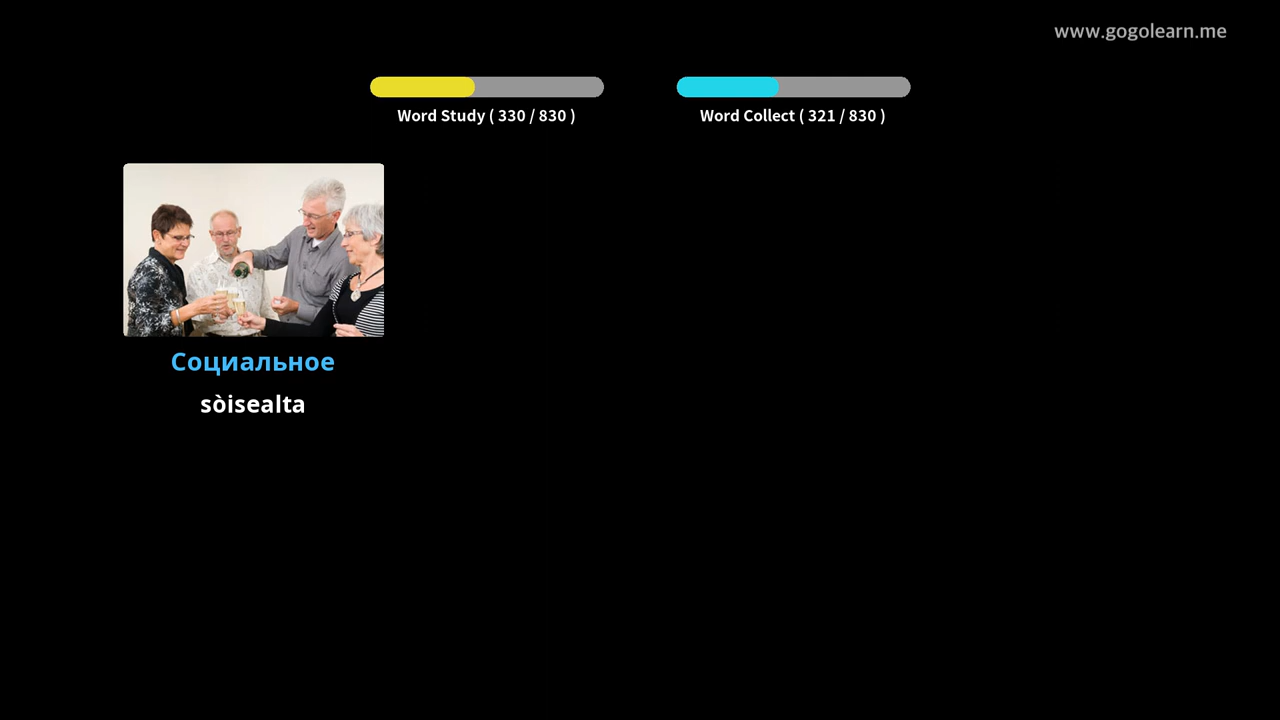 www.gogolearn.me
Word Study ( 330 / 830 )
Word Collect ( 321 / 830 )
Социальное
sòisealta